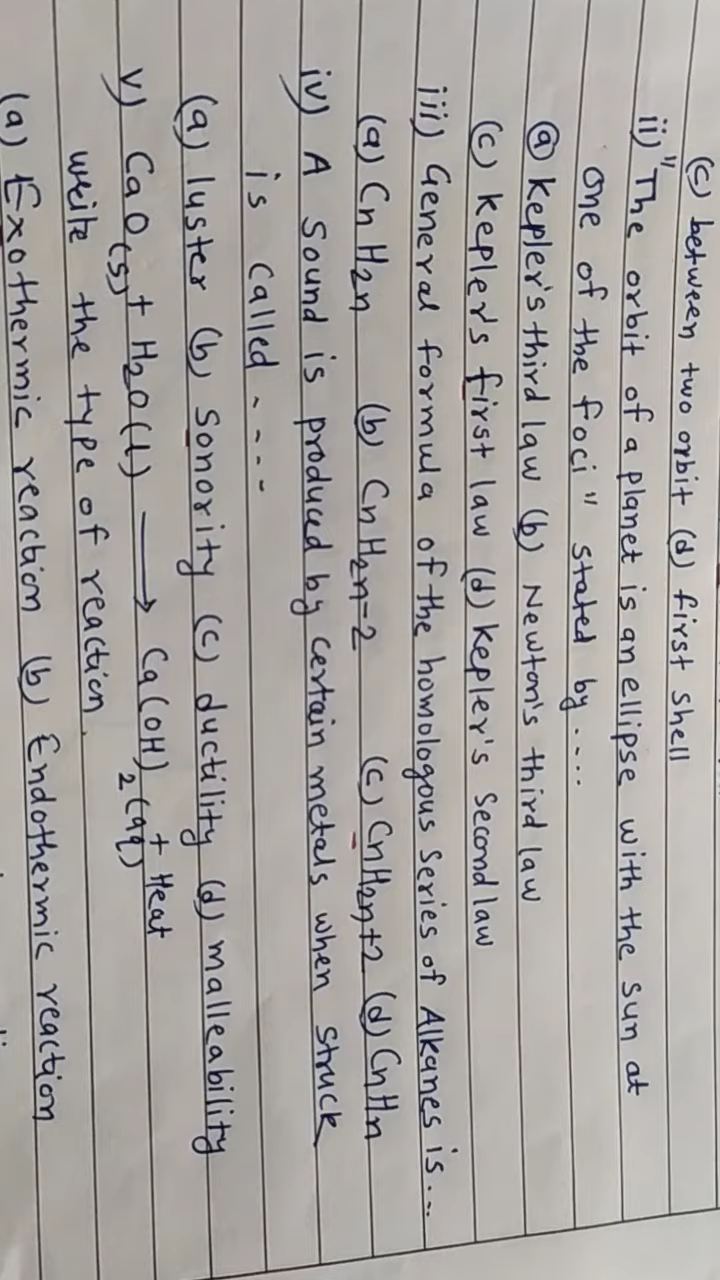 (c) between two orbit (d) first shell
ii) "The orbit of a planet is an ellipse with the sun at
one of the foci" stated by....
(a) kepler's third law (b) Newton's third law
(c) kepler's first law (d) kepler's Second law
iii) General formula of the homologous Series of Alkanes is...
(a) CnH2n (b) CnH2n-2 (c) CnH2n+2 (d) CnHn
iv) A Sound is produced by certain metals when struck
is called ....
(a) luster (b) Sonority (c) ductility (d) malleability
v) CaO(s) + H2O(l) → Ca(OH)2(aq) + Heat
write the type of reaction.
(a) Exothermic reaction (b) Endothermic reaction